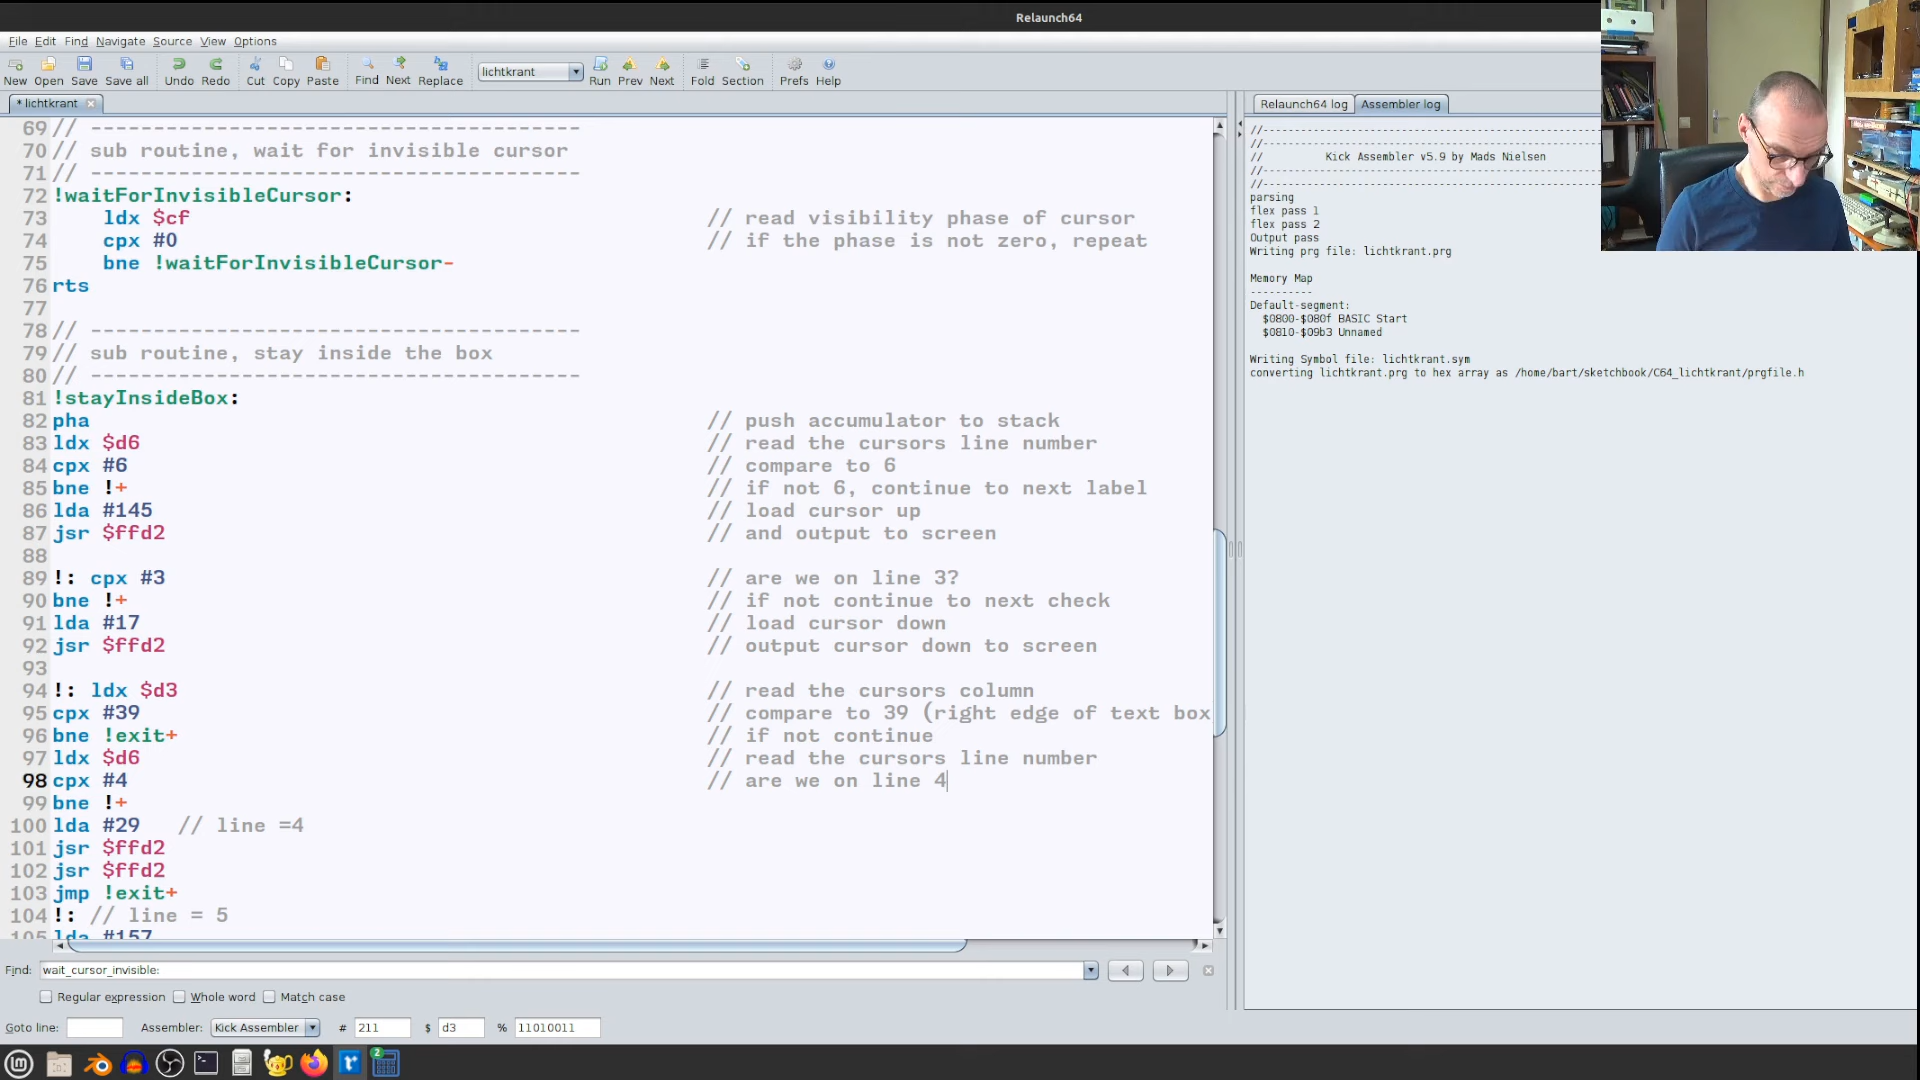 Relaunch64
File Edit Find Navigate Source View Options
New Open Save Save all Undo Redo Cut Copy Paste Find Next Replace lichtkrant Run Prev Next Fold Section Prefs Help
* lichtkrant
69 // ---------------------------------------
70 // sub routine, wait for invisible cursor
71 // ---------------------------------------
72 !waitForInvisibleCursor:
73 ldx $cf // read visibility phase of cursor
74 cpx #0 // if the phase is not zero, repeat
75 bne !waitForInvisibleCursor-
76 rts
77
78 // ---------------------------------------
79 // sub routine, stay inside the box
80 // ---------------------------------------
81 !stayInsideBox:
82 pha // push accumulator to stack
83 ldx $d6 // read the cursors line number
84 cpx #6 // compare to 6
85 bne !+ // if not 6, continue to next label
86 lda #145 // load cursor up
87 jsr $ffd2 // and output to screen
88
89 !: cpx #3 // are we on line 3?
90 bne !+ // if not continue to next check
91 lda #17 // load cursor down
92 jsr $ffd2 // output cursor down to screen
93
94 !: ldx $d3 // read the cursors column
95 cpx #39 // compare to 39 (right edge of text box
96 bne !exit+ // if not continue
97 ldx $d6 // read the cursors line number
98 cpx #4 // are we on line 4
99 bne !+
100 lda #29 // line =4
101 jsr $ffd2
102 jsr $ffd2
103 jmp !exit+
104 !: // line = 5
105 lda #157
Find: wait_cursor_invisible:
Regular expression Whole word Match case
Goto line: Assembler: Kick Assembler # 211 $ d3 % 11010011
Relaunch64 log Assembler log
//------------------------------------------------------
//------------------------------------------------------
// Kick Assembler v5.9 by Mads Nielsen
//------------------------------------------------------
//------------------------------------------------------
parsing
flex pass 1
flex pass 2
Output pass
Writing prg file: lichtkrant.prg
Memory Map
----------
Default-segment:
$0800-$080f BASIC Start
$0810-$09b3 Unnamed
Writing Symbol file: lichtkrant.sym
converting lichtkrant.prg to hex array as /home/bart/sketchbook/C64_lichtkrant/prgfile.h
2